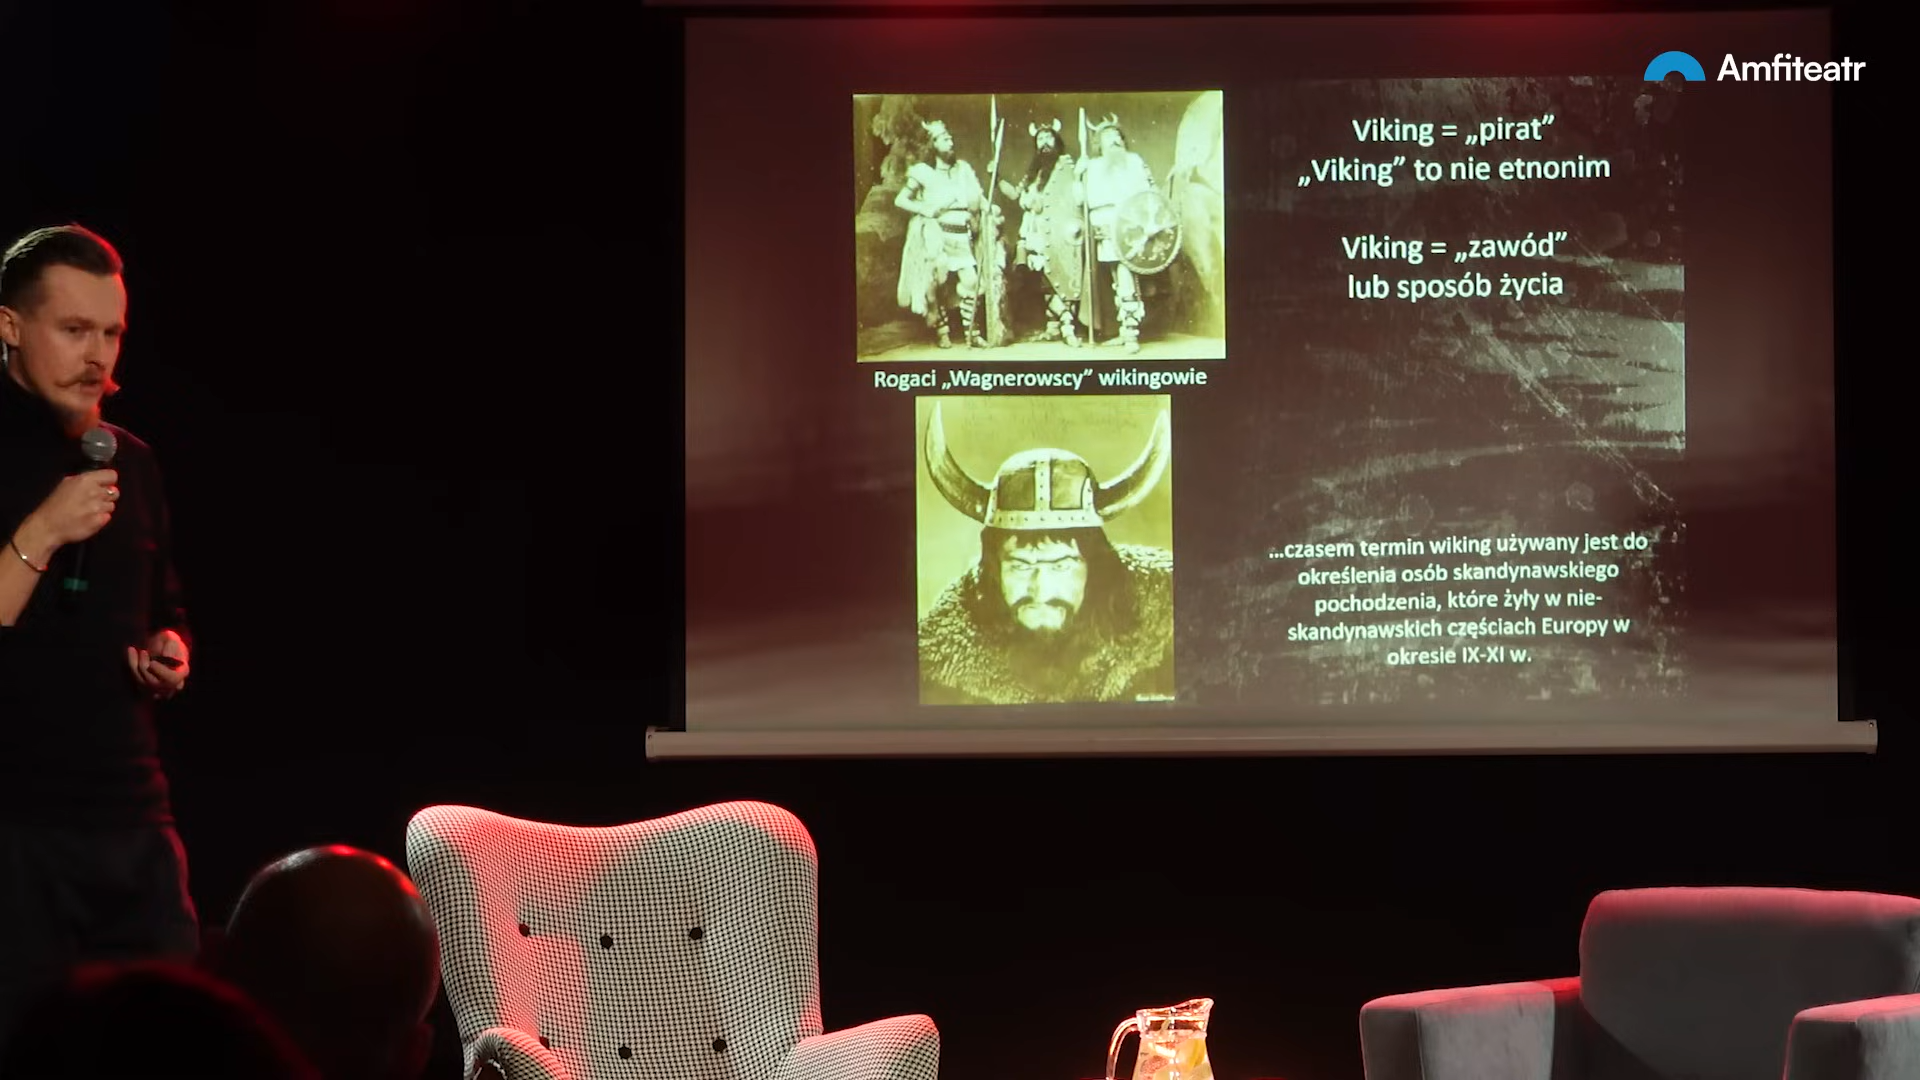 Amfiteatr
Viking = „pirat”
„Viking” to nie etnonim
Viking = „zawód”
lub sposób życia
Rogaci „Wagnerowscy” wikingowie
...czasem termin wiking używany jest do
określenia osób skandynawskiego
pochodzenia, które żyły w nie-
skandynawskich częściach Europy w
okresie IX-XI w.